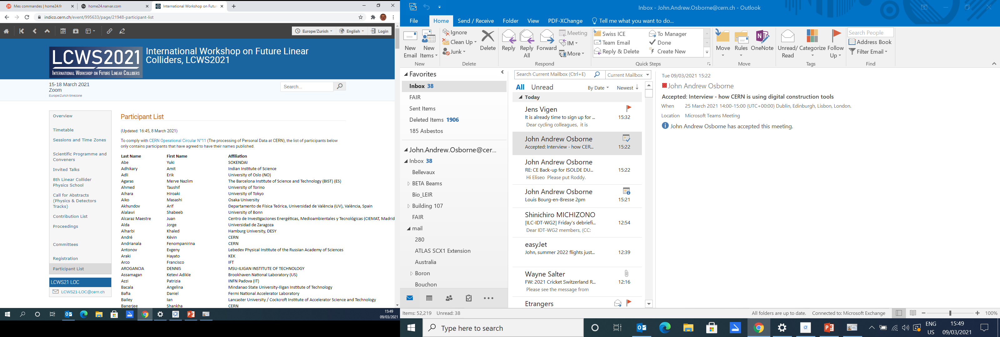 Mes commandes | home24.fr
home24.narvar.com
International Workshop on Futu
indico.cern.ch/event/995633/page/21948-participant-list
Europe/Zurich
English
Login
LCWS2021
INTERNATIONAL WORKSHOP ON FUTURE LINEAR COLLIDERS
International Workshop on Future Linear
Colliders, LCWS2021
15-18 March 2021
Zoom
Europe/Zurich timezone
Search...
Overview
Timetable
Sessions and Time Zones
Scientific Programme and
Conveners
Invited Talks
8th Linear Collider
Physics School
Call for Abstracts
(Physics & Detectors
Tracks)
Contribution List
Proceedings
Committees
Registration
Participant List
LCWS21 LOC
LCWS21-LOC@cern.ch
Participant List
(Updated: 16:45, 8 March 2021)
To comply with CERN Operational Circular N°11 (The processing of Personal Data at CERN), the list of participants below
only contains participants that have agreed to have their names published.
Last Name First Name Affiliation
Abe Yuki SOKENDAI
Adhikary Amit Indian Institute of Science
Adli Erik University of Oslo (NO)
Agaras Merve Nazlim The Barcelona Institute of Science and Technology (BIST) (ES)
Ahmed Taushif University of Torino
Aihara Hiroaki University of Tokyo
Aiko Masashi Osaka University
Akhundov Arif Departamento de Física Teórica, Universidad de València (UV), València, Spain
Alalawi Shabeeb University of Bonn
Alcaraz Maestre Juan Centro de Investigaciones Energéticas, Medioambientales y Tecnológicas (CIEMAT, Madrid
Alda Jorge Universidad de Zaragoza
Alharbi Khaled Hamburg University, DESY
André Kévin CERN
Andrianala Fenompanirina CERN
Antonov Evgeny Lebedev Physical Institute of the Russian Academy of Sciences
Araki Hayato KEK
Arco Francisco IFT
AROGANCIA DENNIS MSU-ILIGAN INSTITUTE OF TECHNOLOGY
Assamagan Ketevi Adikle Brookhaven National Laboratory (US)
Azzi Patrizia INFN Padova (IT)
Bacala Angelina Mindanao State University-Iligan Institute of Technology
Bafia Daniel Fermi National Accelerator Laboratory
Bailey Ian Lancaster University / Cockcroft Institute of Accelerator Science and Technology
Banerjee Shankha CERN
15:49
09/03/2021
Inbox - John.Andrew.Osborne@cern.ch - Outlook
File Home Send / Receive Folder View PDF-XChange Tell me what you want to do...
New
Email
New
Items
New
Ignore
Clean Up
Junk
Delete
Delete
Reply
Reply
All
Forward
Meeting
IM
More
Respond
Swiss ICE
Team Email
Reply & Delete
To Manager
Done
Create New
Quick Steps
Move
Rules
OneNote
Move
Unread/
Read
Categorize
Follow
Up
Tags
Search People
Address Book
Filter Email
Find
Favorites
Inbox 38
FAIR
Sent Items
Deleted Items 1906
185 Asbestos
John.Andrew.Osborne@cer...
Inbox 38
Bellevaux
BETA Beams
Bio_LEIR
Building 107
FAIR
mail
280
ATLAS SCX1 Extension
Australia
Boron
Bouchon
Search Current Mailbox (Ctrl+E)
Current Mailbox
All Unread By Date Newest
Today
Jens Vigen
It is already time to sign up for ... 15:32
Dear cycling colleagues, it is
John Andrew Osborne
Accepted: Interview - how CER... 15:22
John Andrew Osborne
RE: CE Back-up for ISOLDE DU... 15:22
Hi Eliseo Please put Roddy.
John Andrew Osborne
Louis Bourg-en-Bresse 2pm 15:21
Shinichiro MICHIZONO
[ILC-IDT-WG2] Friday's debriefi... 12:54
Dear IDT-WG2 members, (CC:
easyJet
John, summer 2022 flights just... 12:39
Wayne Salter
FW: 2021 Cricket Switzerland R... 12:16
Please see the message from
Etrangers
Tue 09/03/2021 15:22
John Andrew Osborne
Accepted: Interview - how CERN is using digital construction tools
When 25 March 2021 14:00-15:00 (UTC+00:00) Dublin, Edinburgh, Lisbon, London.
Location Microsoft Teams Meeting
John Andrew Osborne has accepted this meeting.
Items: 52,219 Unread: 38
All folders are up to date. Connected to: Microsoft Exchange
100%
Type here to search
ENG
US
15:49
09/03/2021